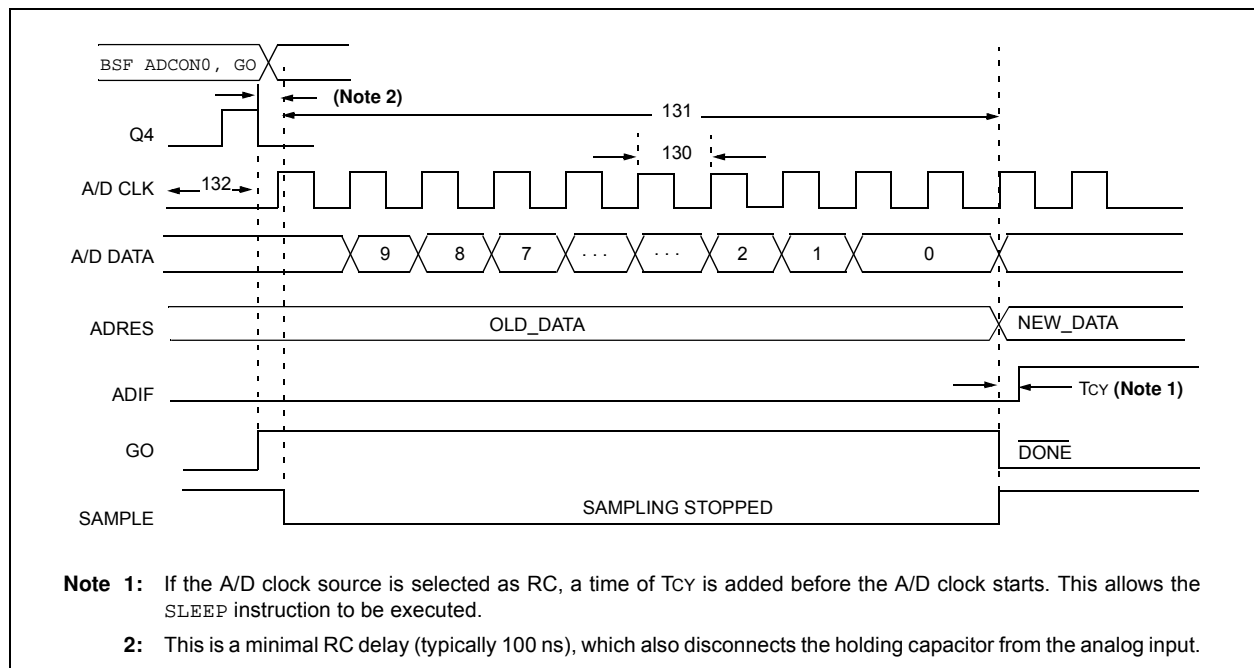 BSF ADCON0, GO
(Note 2)
131
Q4
130
A/D CLK
132
A/D DATA
9 8 7 . . . . . . 2 1 0
ADRES
OLD_DATA
NEW_DATA
ADIF
TCY (Note 1)
GO
DONE
SAMPLE
SAMPLING STOPPED
Note 1: If the A/D clock source is selected as RC, a time of TCY is added before the A/D clock starts. This allows the
SLEEP instruction to be executed.
2: This is a minimal RC delay (typically 100 ns), which also disconnects the holding capacitor from the analog input.